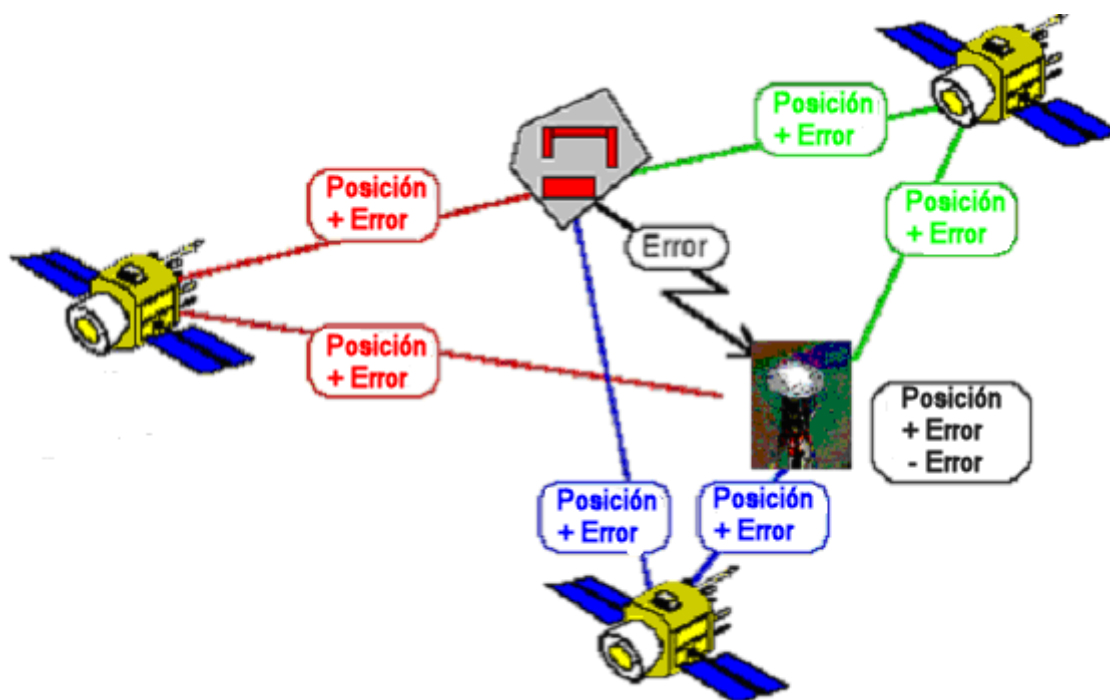 Posición
+ Error
Posición
+ Error
Posición
+ Error
Error
Posición
+ Error
Posición
+ Error
- Error
Posición
+ Error
Posición
+ Error